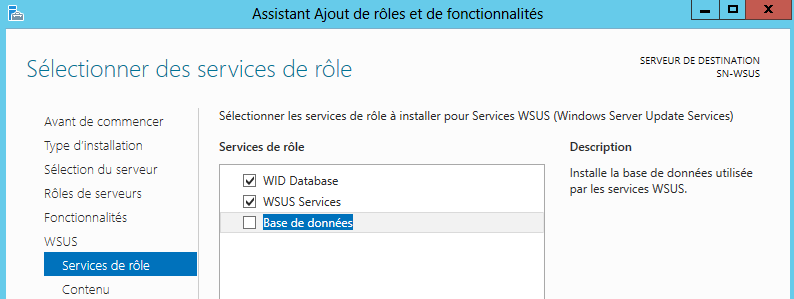 Assistant Ajout de rôles et de fonctionnalités
Sélectionner des services de rôle
SERVEUR DE DESTINATION
SN-WSUS
Avant de commencer
Type d'installation
Sélection du serveur
Rôles de serveurs
Fonctionnalités
WSUS
Services de rôle
Contenu
Sélectionner les services de rôle à installer pour Services WSUS (Windows Server Update Services)
Services de rôle
WID Database
WSUS Services
Base de données
Description
Installe la base de données utilisée
par les services WSUS.